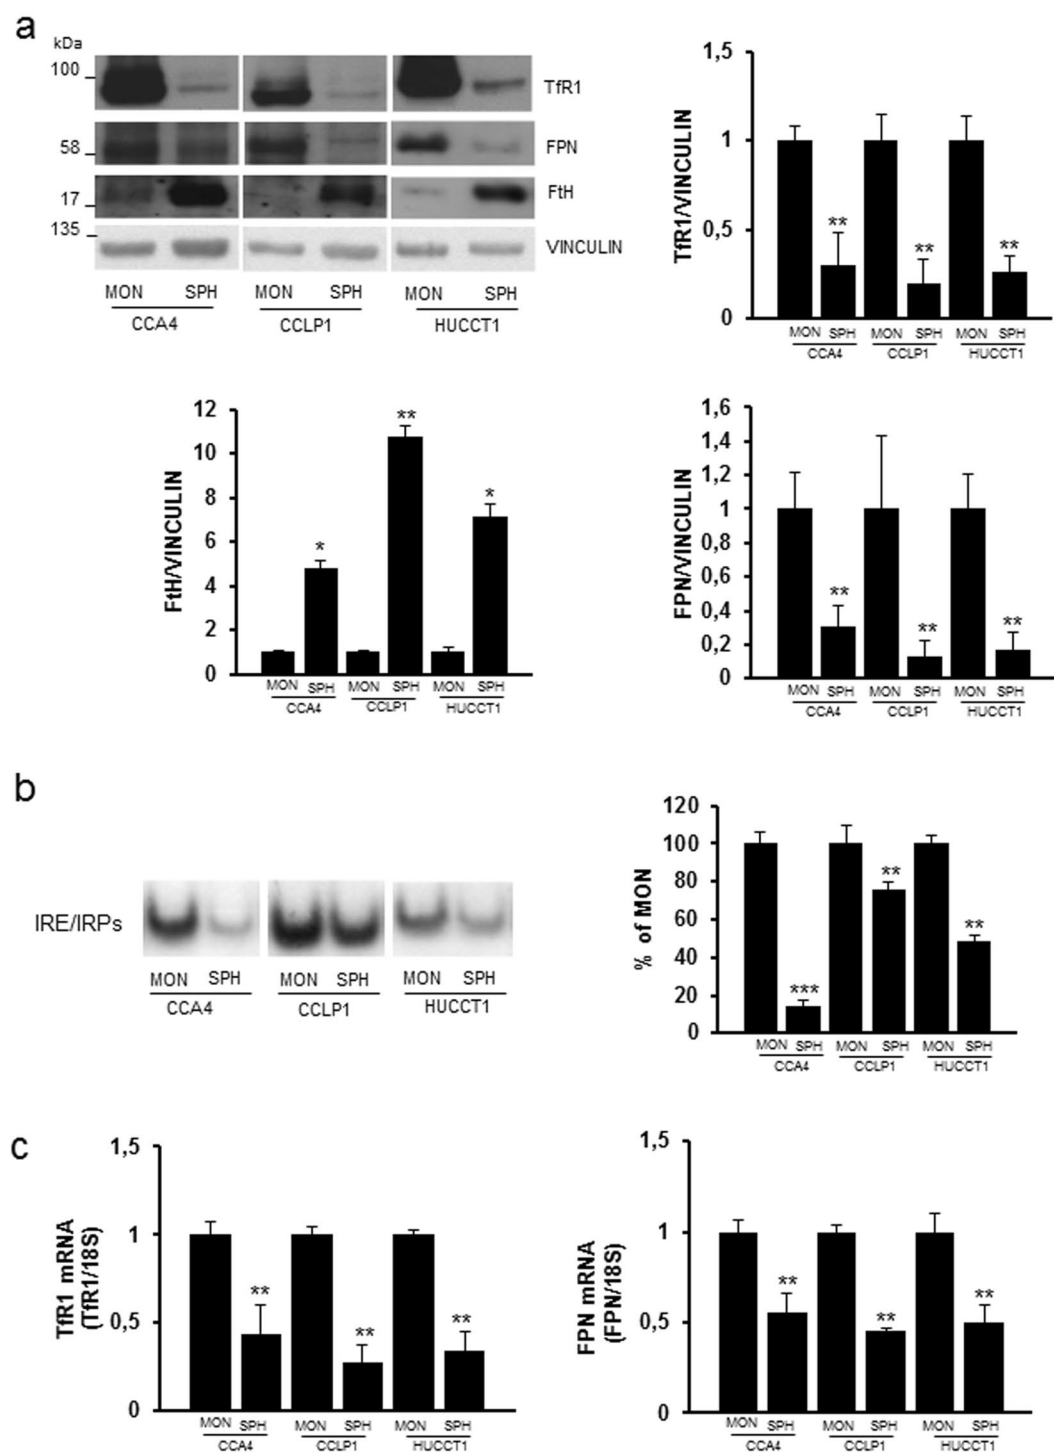 a
kDa
100
58
17
135
TfR1
FPN
FtH
VINCULIN
MON SPH MON SPH MON SPH
CCA4 CCLP1 HUCCT1
TfR1/VINCULIN
1,5
1
0,5
0
** ** **
MON SPH MON SPH MON SPH
CCA4 CCLP1 HUCCT1
FtH/VINCULIN
12
10
8
6
4
2
0
* ** *
MON SPH MON SPH MON SPH
CCA4 CCLP1 HUCCT1
FPN/VINCULIN
1,6
1,4
1,2
1
0,8
0,6
0,4
0,2
0
** ** **
MON SPH MON SPH MON SPH
CCA4 CCLP1 HUCCT1
b
IRE/IRPs
MON SPH MON SPH MON SPH
CCA4 CCLP1 HUCCT1
% of MON
120
100
80
60
40
20
0
*** ** **
MON SPH MON SPH MON SPH
CCA4 CCLP1 HUCCT1
c
TfR1 mRNA
(TfR1/18S)
1,5
1
0,5
0
** ** **
MON SPH MON SPH MON SPH
CCA4 CCLP1 HUCCT1
FPN mRNA
(FPN/18S)
1,5
1
0,5
0
** ** **
MON SPH MON SPH MON SPH
CCA4 CCLP1 HUCCT1